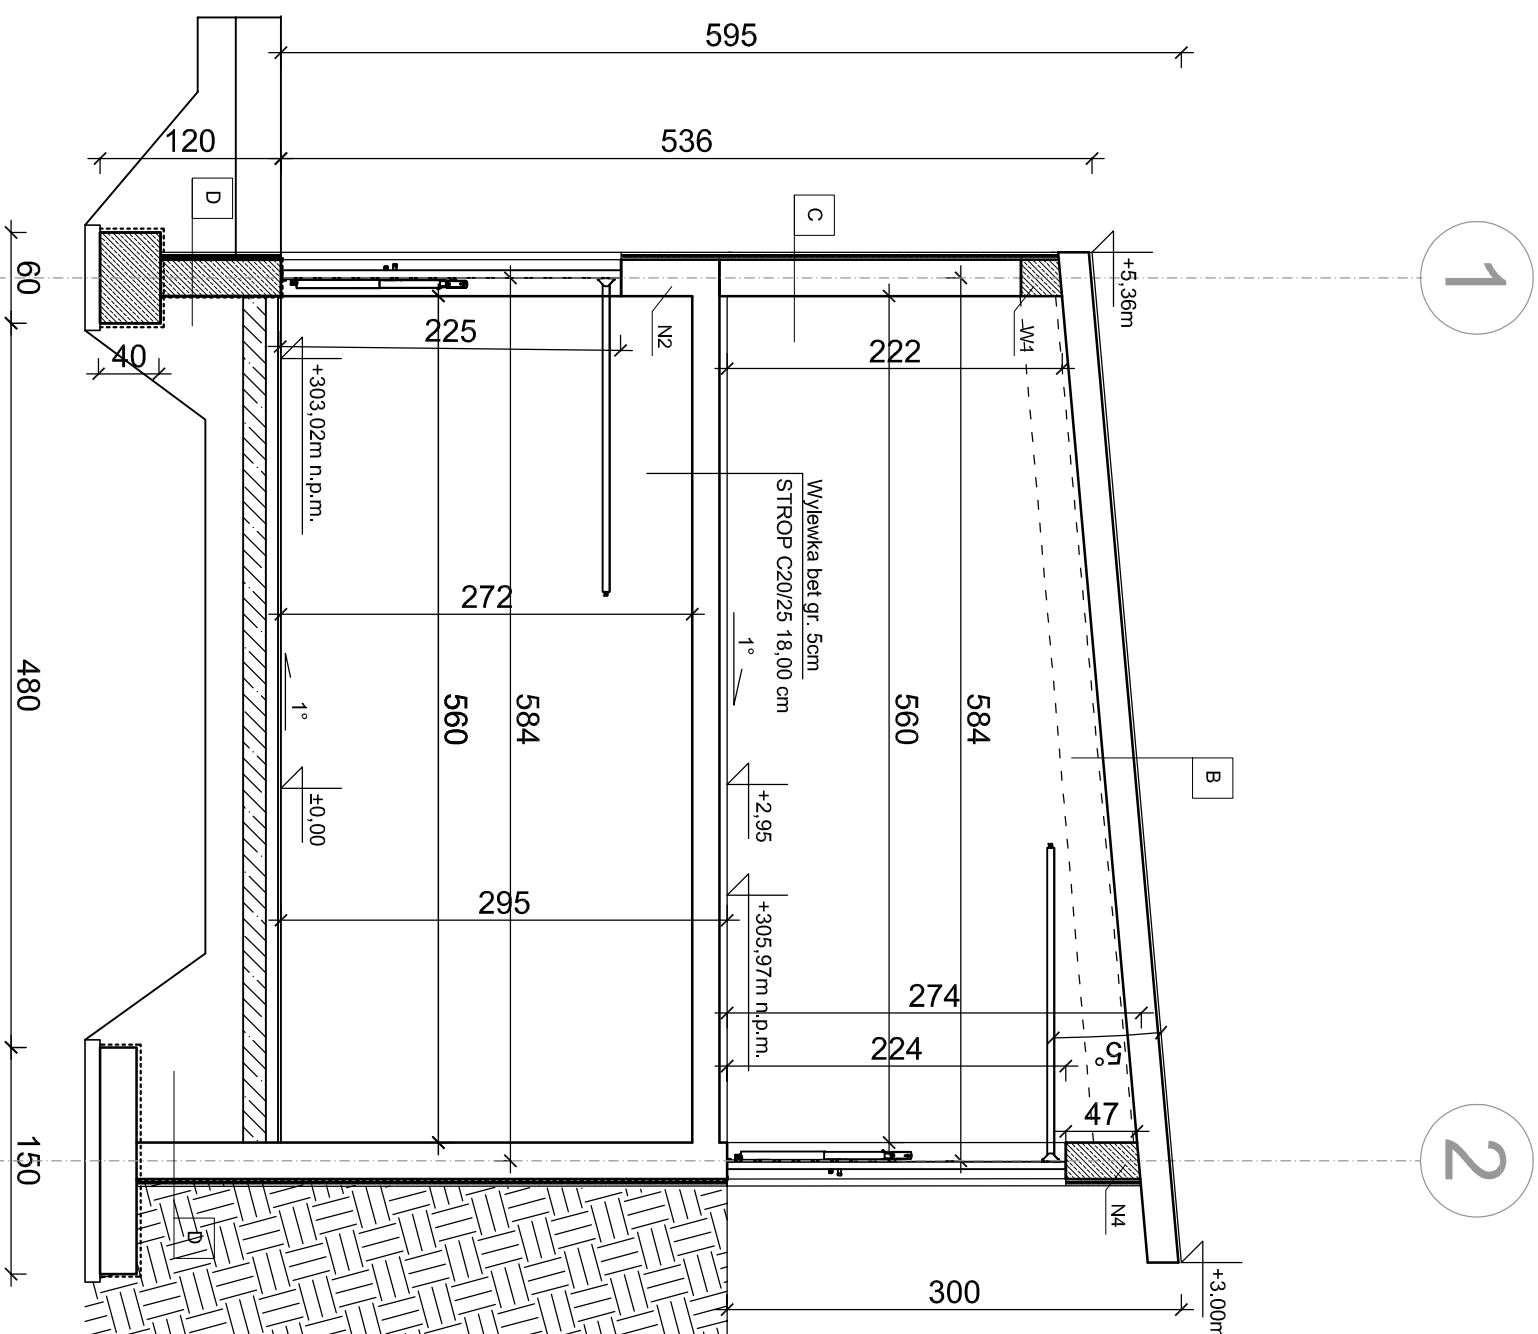 595
536
120
D
C
1
60
+5,36m
W1
N2
225
222
40
+303,02m n.p.m.
Wylewka bet gr. 5cm
STROP C20/25 18,00 cm
272
1°
1°
480
560
584
560
584
B
±0,00
+2,95
295
+305,97m n.p.m.
274
224
5°
47
150
2
D
N4
300
+3.00m